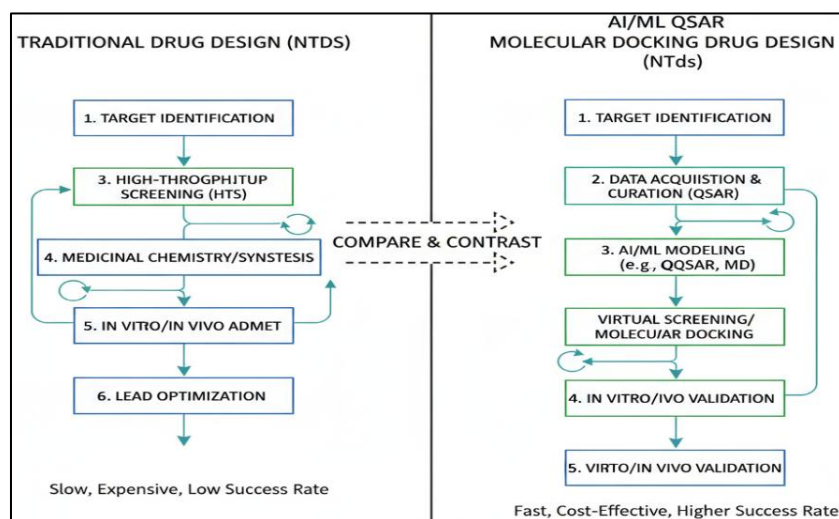 TRADITIONAL DRUG DESIGN (NTDS)
1. TARGET IDENTIFICATION
3. HIGH-THROGPHITUP
SCREENING (HTS)
4. MEDICINAL CHEMISTRY/SYNSTESIS
5. IN VITRO/IN VIVO ADMET
6. LEAD OPTIMIZATION
Slow, Expensive, Low Success Rate
COMPARE & CONTRAST
AI/ML QSAR
MOLECULAR DOCKING DRUG DESIGN
(NTds)
1. TARGET IDENTIFICATION
2. DATA ACQUIISTION &
CURATION (QSAR)
3. AI/ML MODELING
(e.g., QQSAR, MD)
VIRTUAL SCREENING/
MOLECULAR DOCKING
4. IN VITRO/IVO VALIDATION
5. VIRTO/IN VIVO VALIDATION
Fast, Cost-Effective, Higher Success Rate